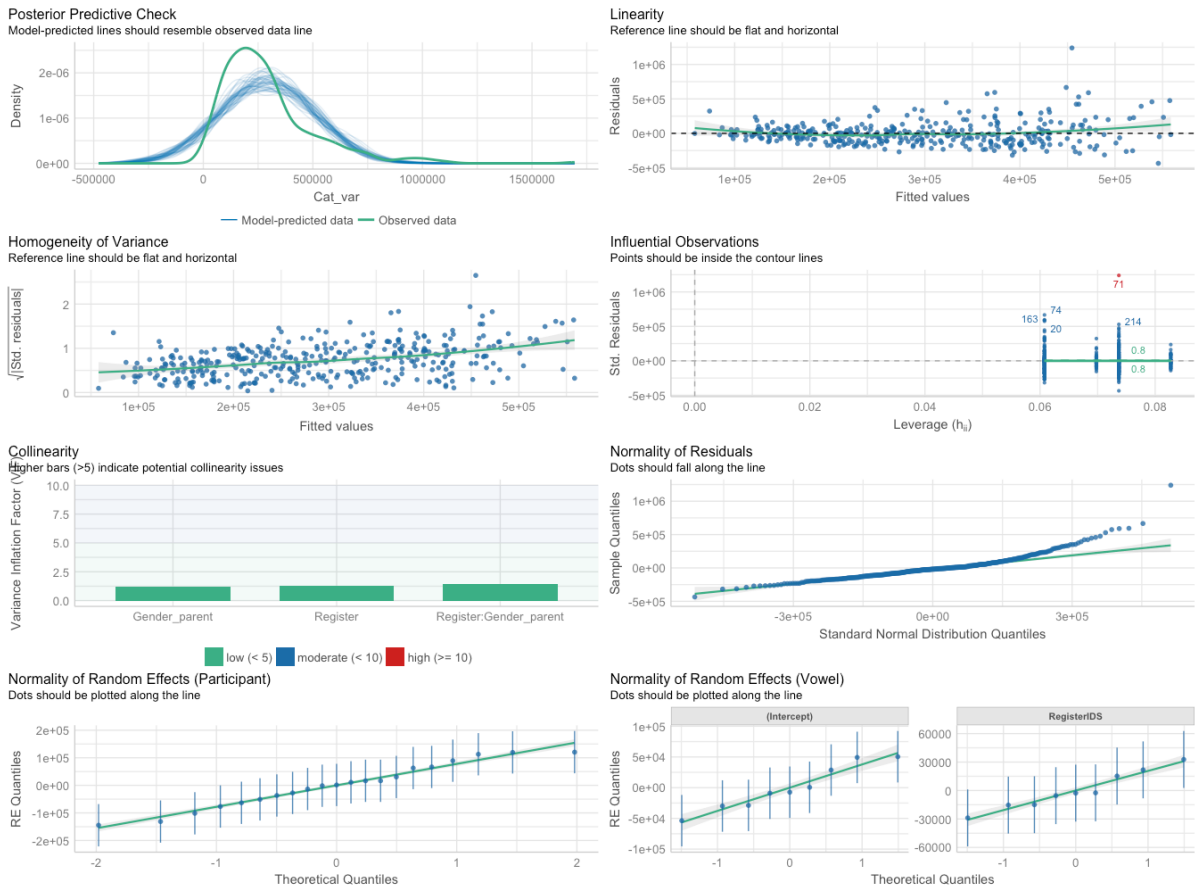 Posterior Predictive Check
Model-predicted lines should resemble observed data line
Density
2e-06
1e-06
0e+00
-500000 0 500000 1000000 1500000
Cat_var
Model-predicted data Observed data
Linearity
Reference line should be flat and horizontal
Residuals
1e+06
5e+05
0e+00
-5e+05
1e+05 2e+05 3e+05 4e+05 5e+05
Fitted values
Homogeneity of Variance
Reference line should be flat and horizontal
√|Std. residuals|
2
1
0
1e+05 2e+05 3e+05 4e+05 5e+05
Fitted values
Influential Observations
Points should be inside the contour lines
Std. Residuals
1e+06
5e+05
0e+00
-5e+05
71
74
163
20
214
0.8
0.8
0.00 0.02 0.04 0.06 0.08
Leverage (hii)
Collinearity
Higher bars (>5) indicate potential collinearity issues
Variance Inflation Factor (VIF)
10.0
7.5
5.0
2.5
0.0
Gender_parent Register Register:Gender_parent
low (< 5) moderate (< 10) high (>= 10)
Normality of Residuals
Dots should fall along the line
Sample Quantiles
1e+06
5e+05
0e+00
-5e+05
-3e+05 0e+00 3e+05
Standard Normal Distribution Quantiles
Normality of Random Effects (Participant)
Dots should be plotted along the line
RE Quantiles
2e+05
1e+05
0e+00
-1e+05
-2e+05
-2 -1 0 1 2
Theoretical Quantiles
Normality of Random Effects (Vowel)
Dots should be plotted along the line
(Intercept) RegisterIDS
RE Quantiles
1e+05
5e+04
0e+00
-5e+04
-1e+05
-1 0 1
60000
30000
0
-30000
-60000
-1 0 1
Theoretical Quantiles